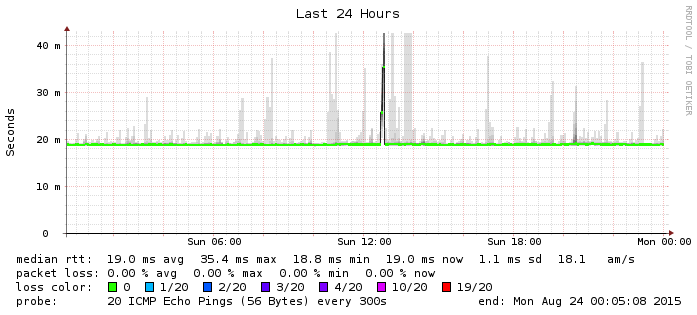 Last 24 Hours
RRDTOOL / TOBI OETIKER
Seconds
40 m
30 m
20 m
10 m
0
Sun 06:00 Sun 12:00 Sun 18:00 Mon 00:00
median rtt: 19.0 ms avg 35.4 ms max 18.8 ms min 19.0 ms now 1.1 ms sd 18.1 am/s
packet loss: 0.00 % avg 0.00 % max 0.00 % min 0.00 % now
loss color: 0 1/20 2/20 3/20 4/20 10/20 19/20
probe: 20 ICMP Echo Pings (56 Bytes) every 300s end: Mon Aug 24 00:05:08 2015